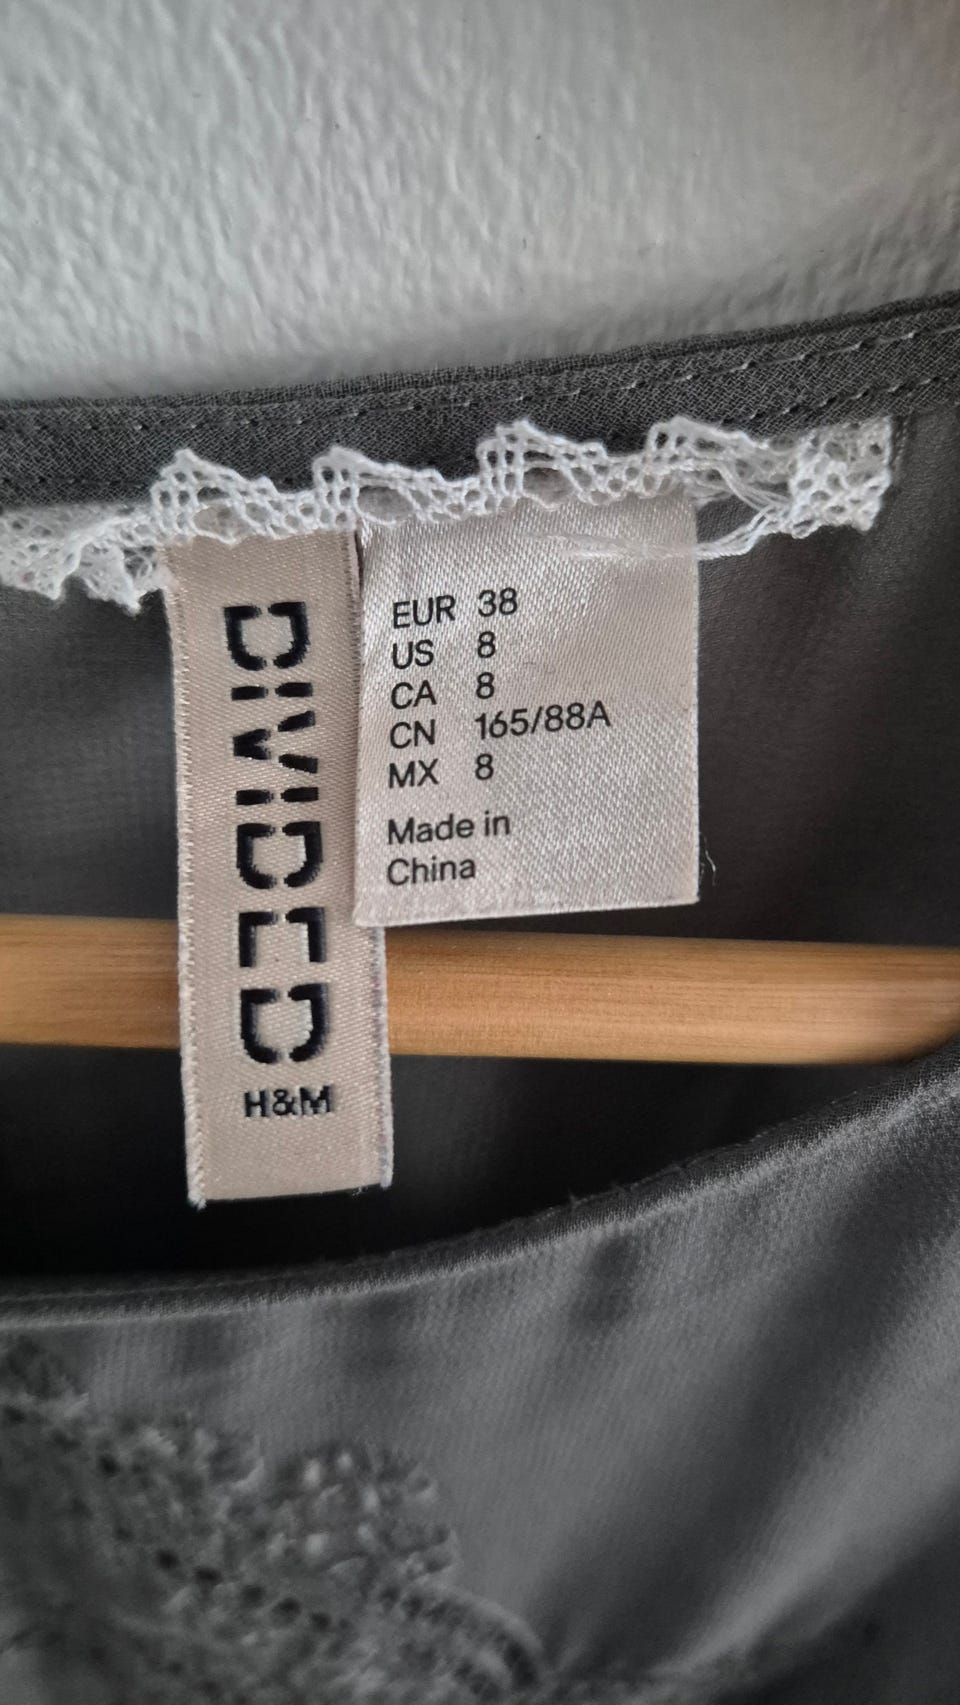 DIVIDED
H&M
EUR 38
US 8
CA 8
CN 165/88A
MX 8
Made in
China